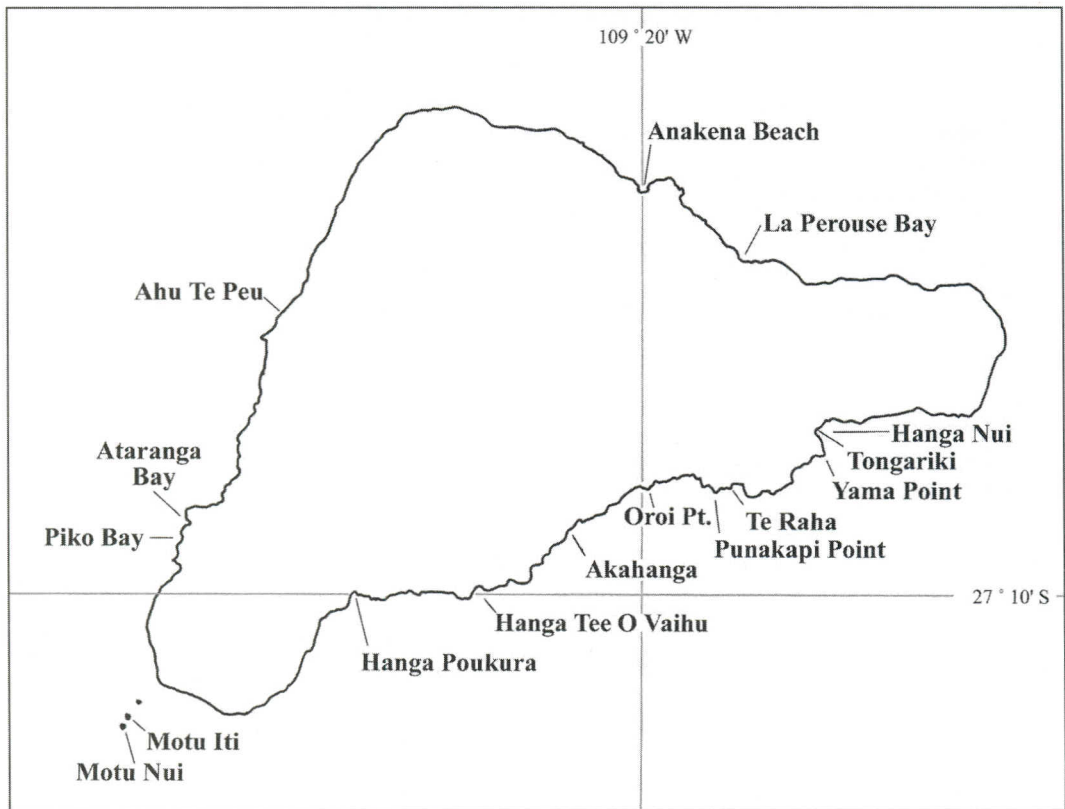 109 ° 20' W
Anakena Beach
La Perouse Bay
Ahu Te Peu
Hanga Nui
Ataranga
Bay
Tongariki
Yama Point
Piko Bay
Oroi Pt.
Te Raha
Punakapi Point
Akahanga
27 ° 10' S
Hanga Tee O Vaihu
Hanga Poukura
Motu Iti
Motu Nui